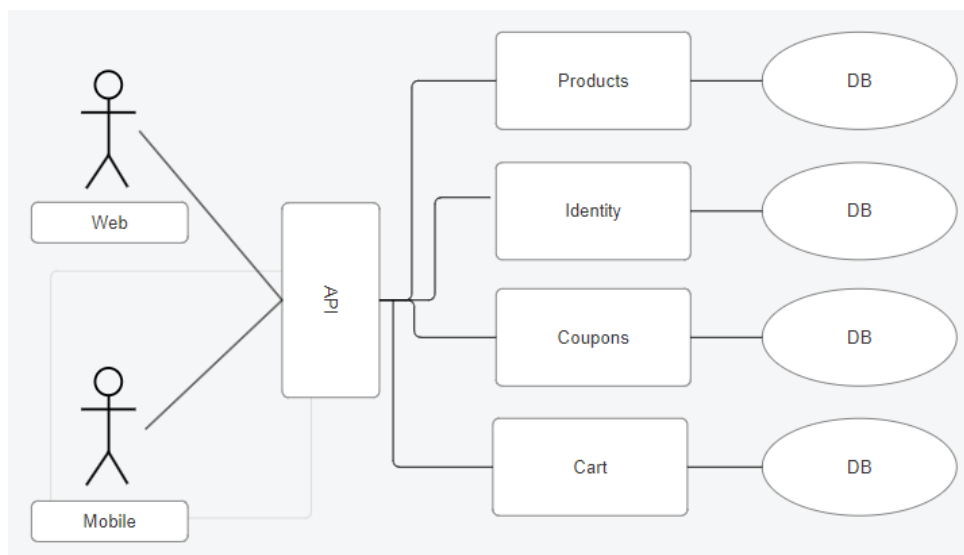 Web
Mobile
API
Products
DB
Identity
DB
Coupons
DB
Cart
DB